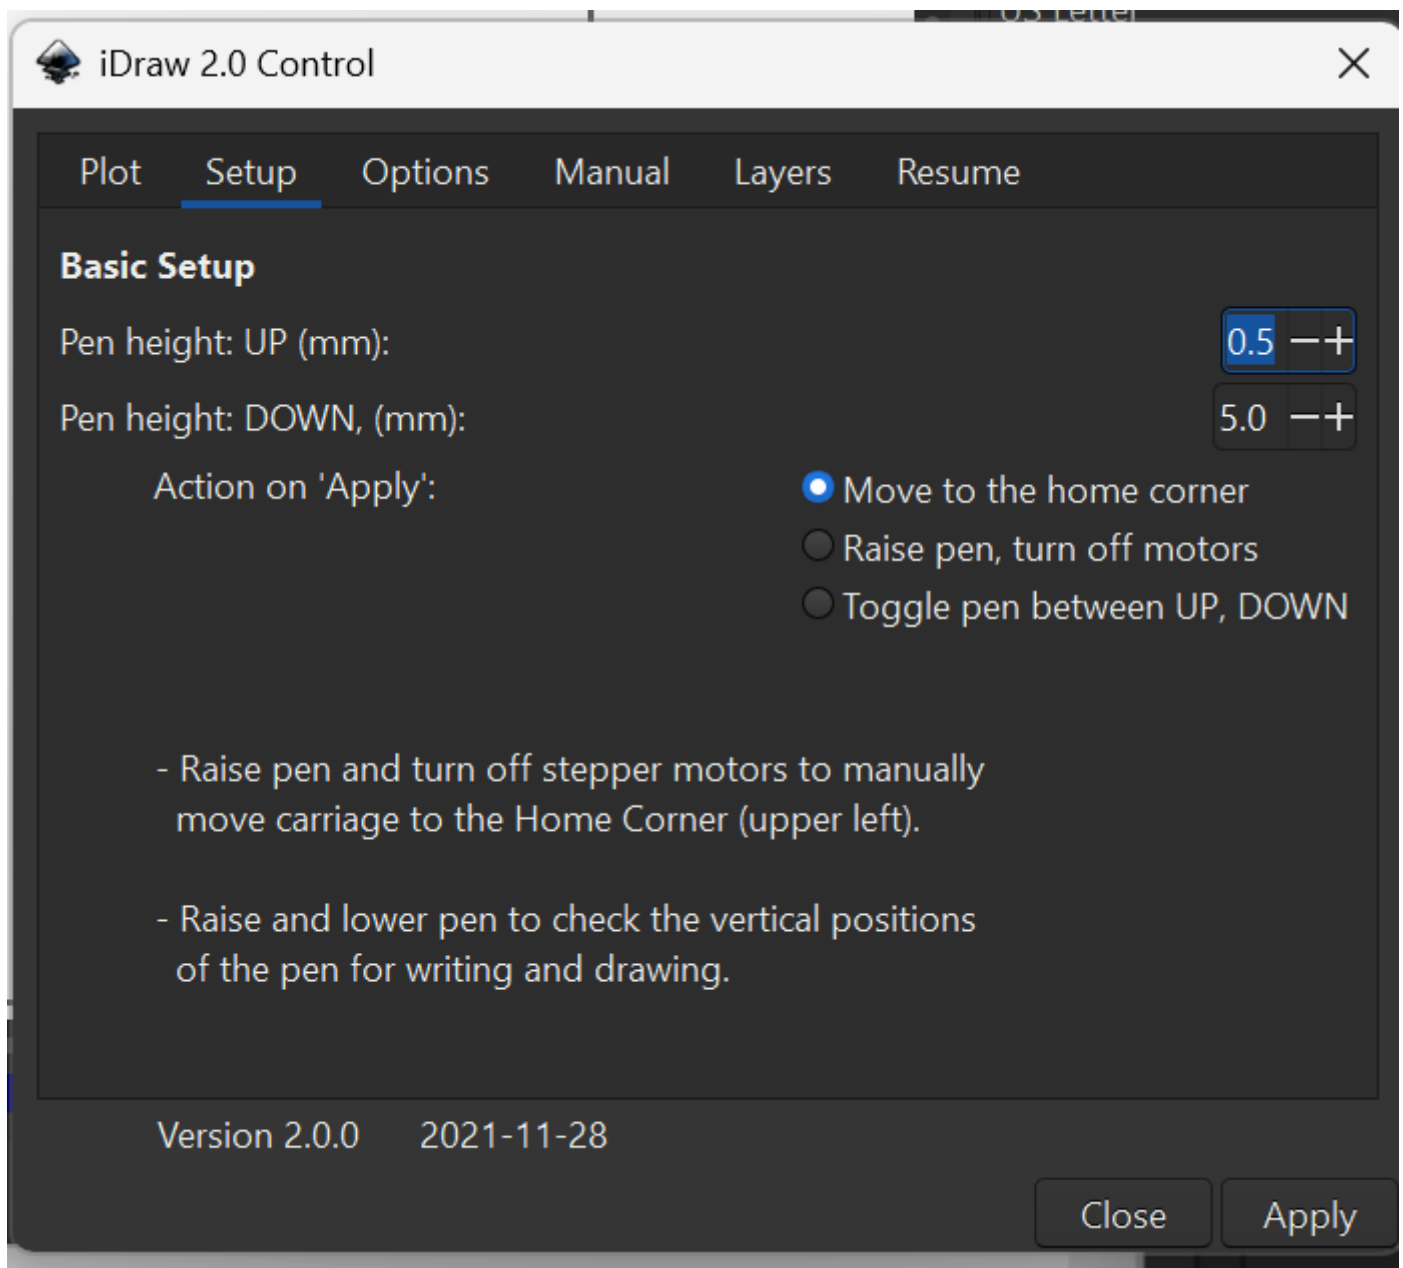 US Letter
iDraw 2.0 Control
Plot Setup Options Manual Layers Resume
Basic Setup
Pen height: UP (mm): 0.5
Pen height: DOWN, (mm): 5.0
Action on 'Apply': Move to the home corner
Raise pen, turn off motors
Toggle pen between UP, DOWN
- Raise pen and turn off stepper motors to manually
move carriage to the Home Corner (upper left).
- Raise and lower pen to check the vertical positions
of the pen for writing and drawing.
Version 2.0.0 2021-11-28
Close Apply